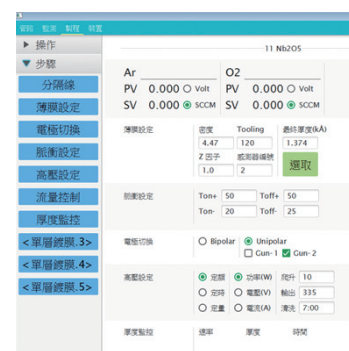 監測 製程 裝置
▶ 操作
▼ 步驟
分隔線
薄膜設定
電極切換
脈衝設定
高壓設定
流量控制
厚度監控
<單層鍍膜.3>
<單層鍍膜.4>
<單層鍍膜.5>
11 Nb2O5
Ar O2
PV 0.000 Volt PV 0.000 Volt
SV 0.000 SCCM SV 0.000 SCCM
薄膜設定 密度 Tooling 最終厚度(kÅ)
4.47 120 1.374
Z 因子 感測器編號 選取
1.0 2
脈衝設定 Ton+ 50 Toff+ 50
Ton- 20 Toff- 25
電極切換 Bipolar Unipolar
Gun-1 Gun-2
高壓設定 定額 功率(W) 爬升 10
定時 電壓(V) 輸出 335
定量 電流(A) 清洗 7:00
厚度監控 速率 厚度 時間